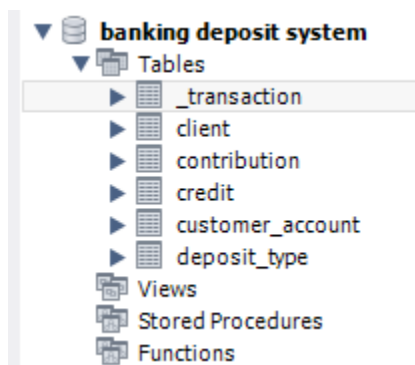 banking deposit system
Tables
_transaction
client
contribution
credit
customer_account
deposit_type
Views
Stored Procedures
Functions